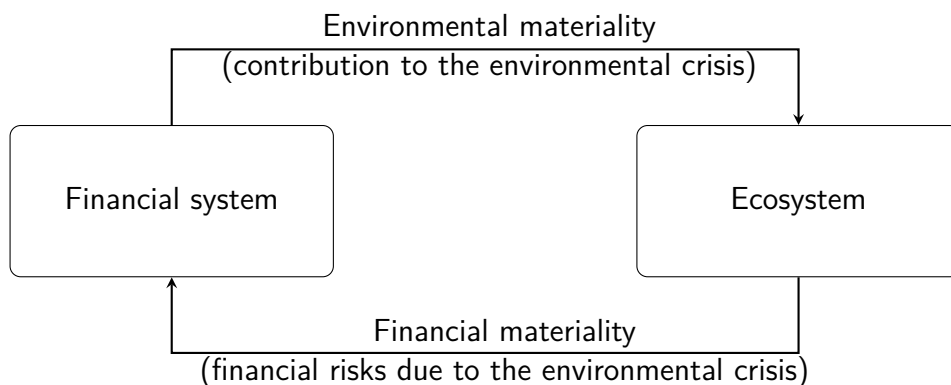 Environmental materiality
(contribution to the environmental crisis)
Financial system
Ecosystem
Financial materiality
(financial risks due to the environmental crisis)